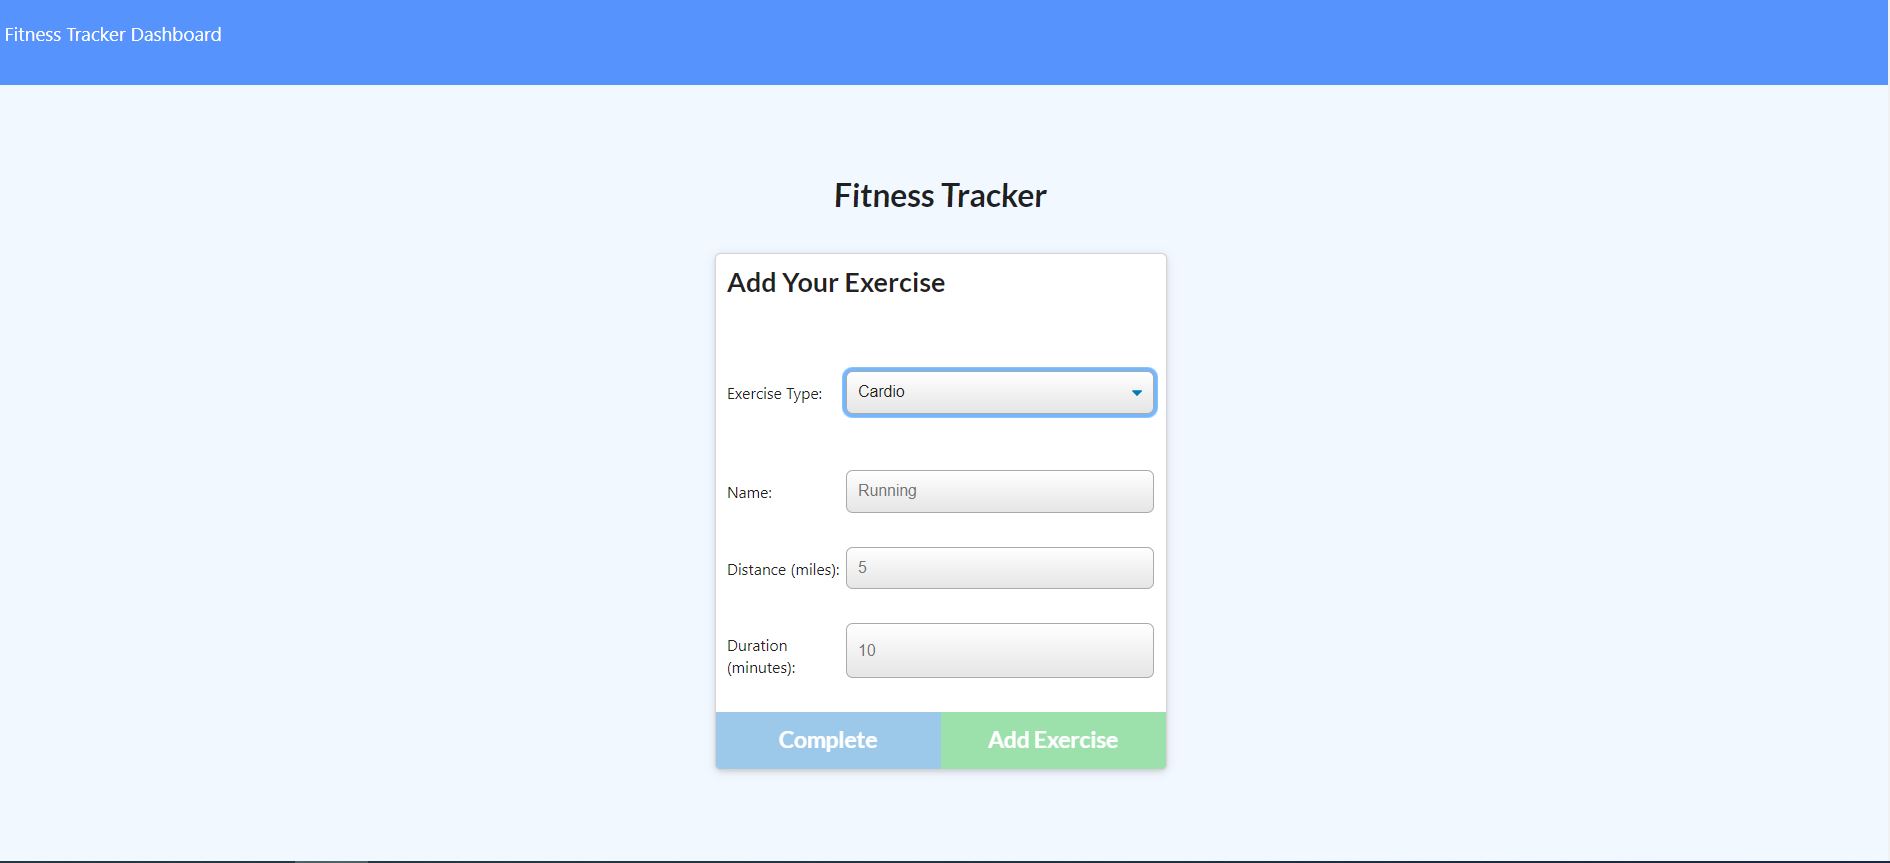 Fitness Tracker Dashboard
Fitness Tracker
Add Your Exercise
Exercise Type: Cardio
Name: Running
Distance (miles): 5
Duration
(minutes): 10
Complete Add Exercise